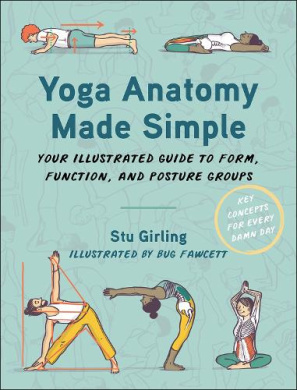 Yoga Anatomy
Made Simple
YOUR ILLUSTRATED GUIDE TO FORM,
FUNCTION, AND POSTURE GROUPS
KEY
CONCEPTS
FOR EVERY
DAMN DAY
Stu Girling
ILLUSTRATED BY BUG FAWCETT